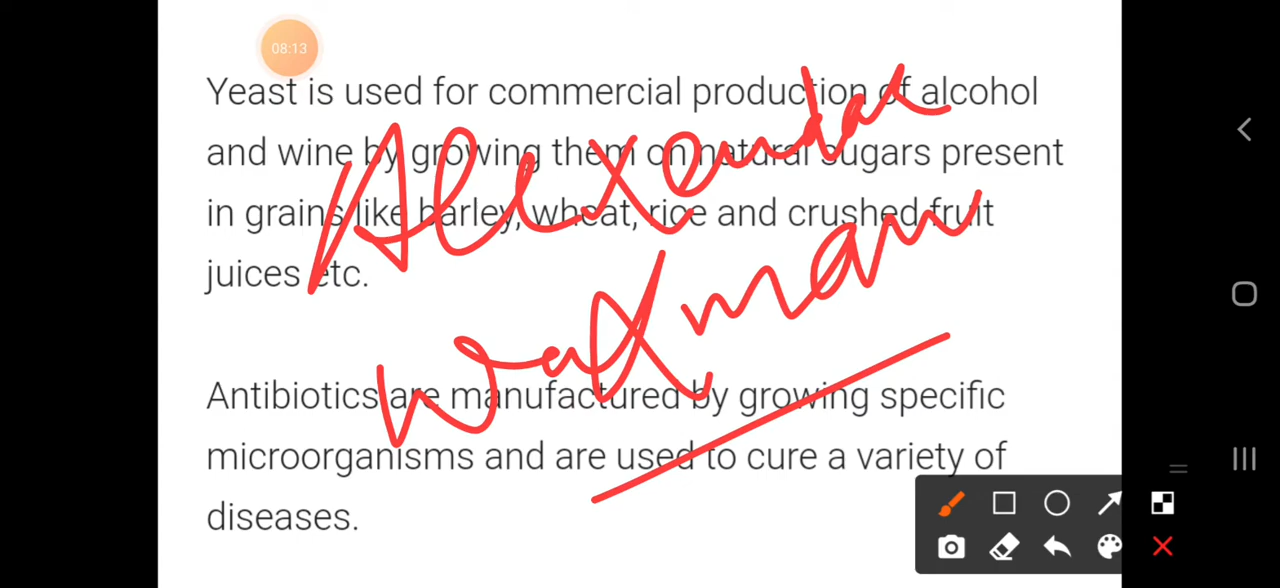 08:13
Yeast is used for commercial production of alcohol
and wine by growing them on natural sugars present
in grains like barley, wheat, rice and crushed fruit
juices etc.
Alexendar
waxman
Antibiotics are manufactured by growing specific
microorganisms and are used to cure a variety of
diseases.